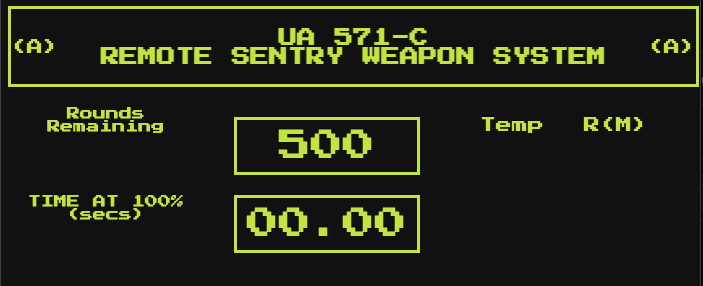 UA 571-C
(A) REMOTE SENTRY WEAPON SYSTEM (A)
Rounds
Remaining
500
Temp R(M)
TIME AT 100%
(secs)
00.00